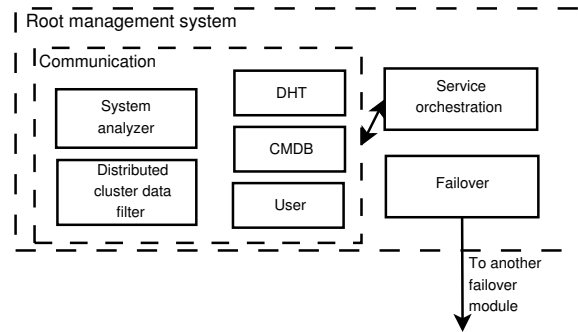 Root management system
Communication
System
analyzer
Distributed
cluster data
filter
DHT
CMDB
User
Service
orchestration
Failover
To another
failover
module